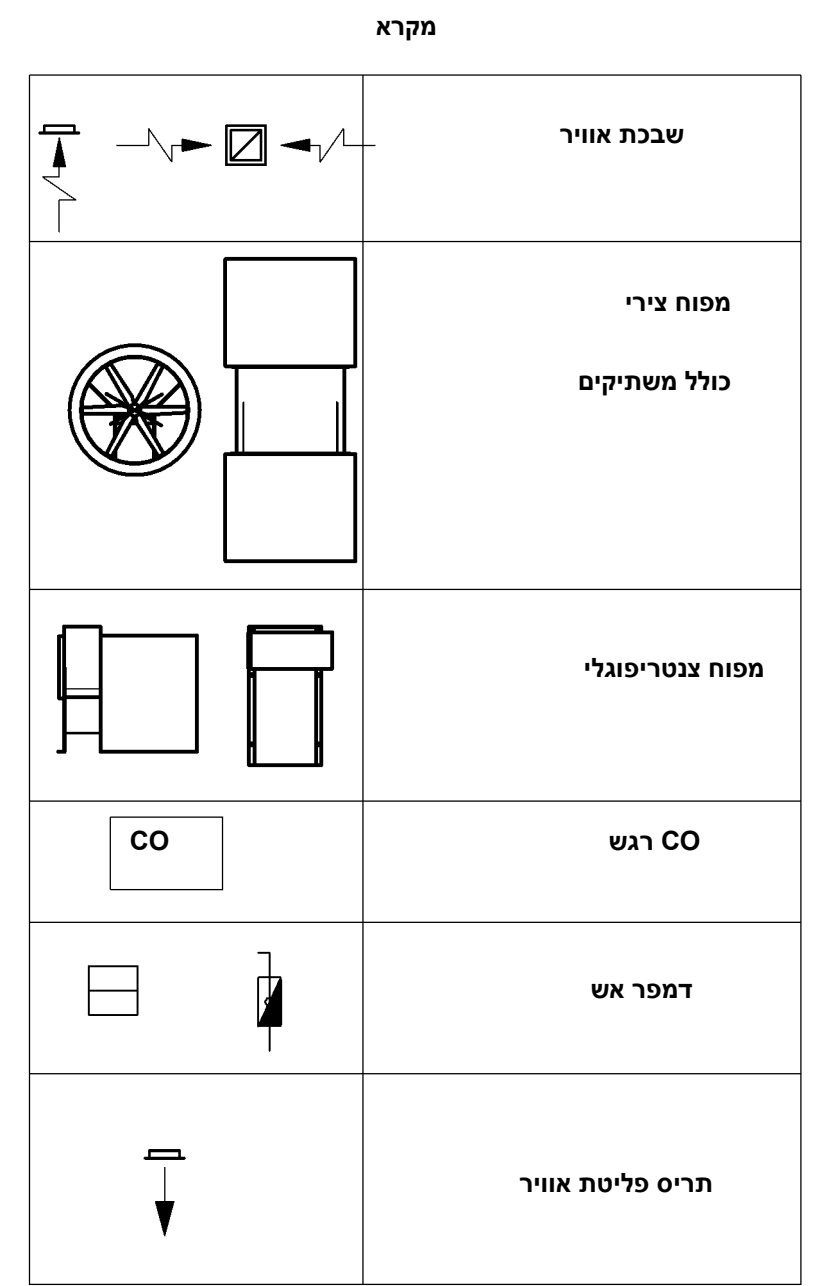 מקרא
שבכת אוויר
מפוח צירי
כולל משתיקים
מפוח צנטריפוגלי
CO
רגש CO
דמפר אש
תריס פליטת אוויר